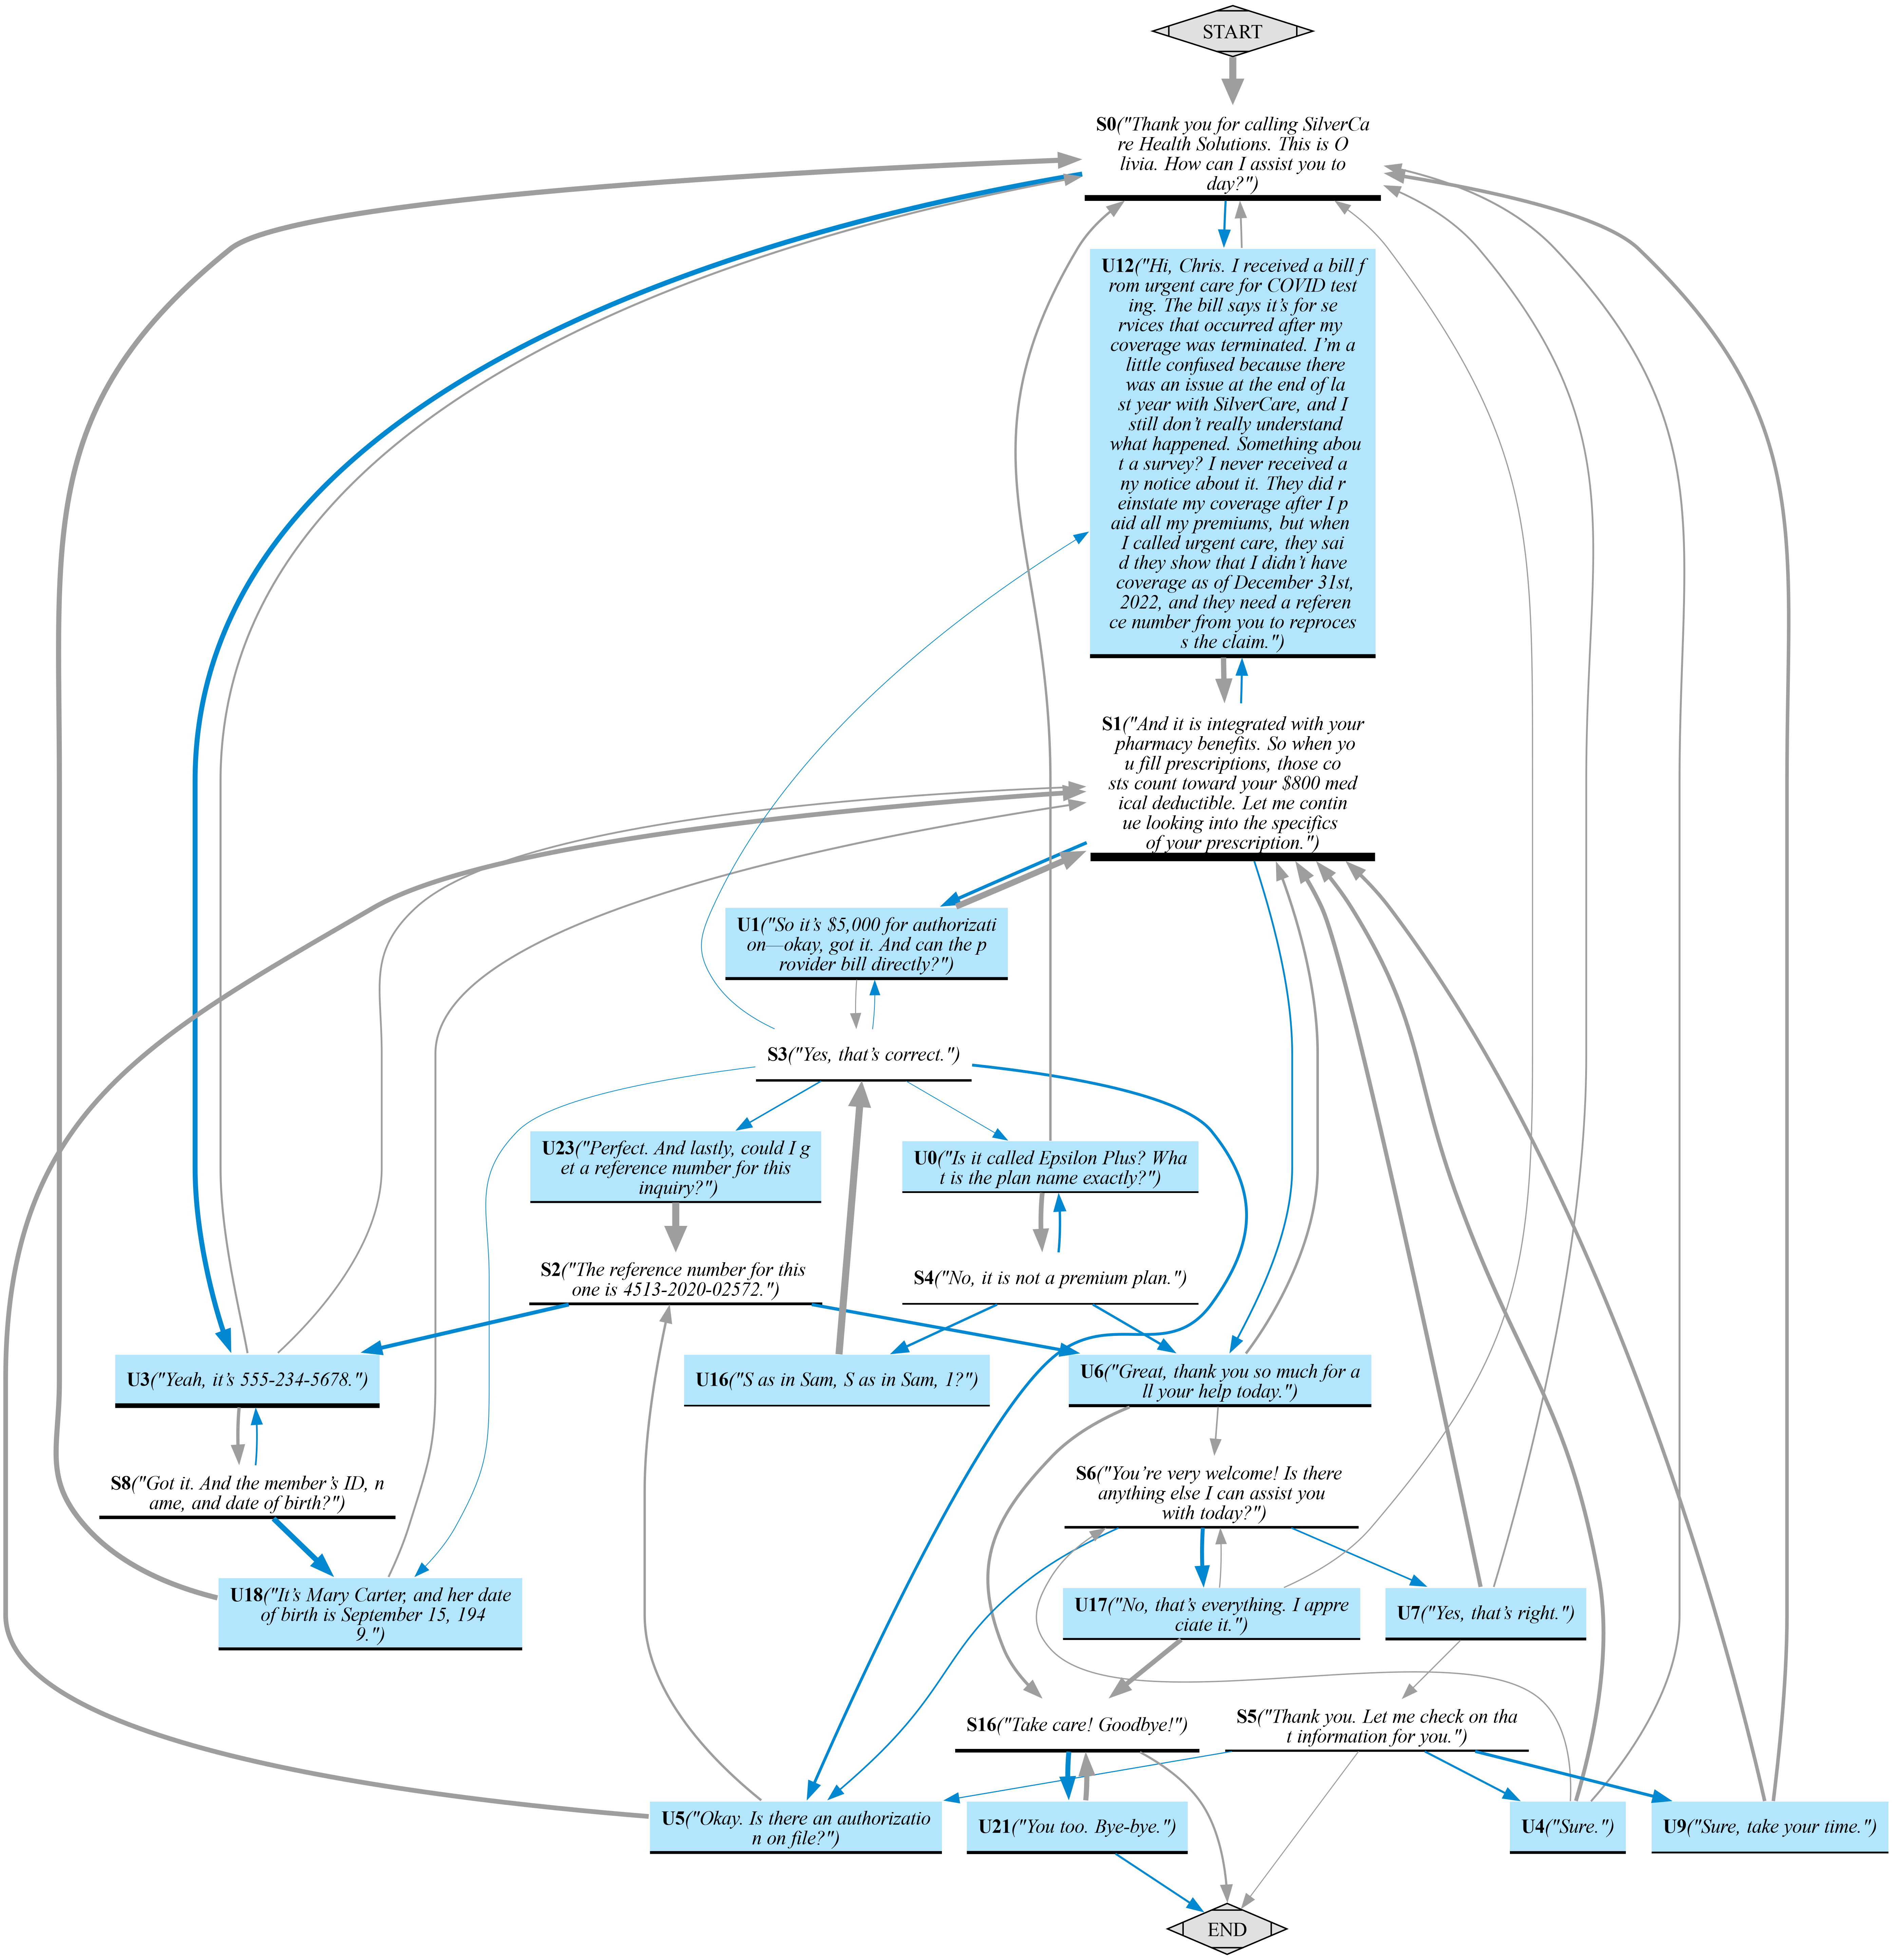 START
S0("Thank you for calling SilverCa
re Health Solutions. This is O
livia. How can I assist you to
day?")
U12("Hi, Chris. I received a bill f
rom urgent care for COVID test
ing. The bill says it’s for se
rvices that occurred after my
coverage was terminated. I’m a
little confused because there
was an issue at the end of la
st year with SilverCare, and I
still don’t really understand
what happened. Something abou
t a survey? I never received a
ny notice about it. They did r
einstate my coverage after I p
aid all my premiums, but when
I called urgent care, they sai
d they show that I didn’t have
coverage as of December 31st,
2022, and they need a referen
ce number from you to reproces
s the claim.")
S1("And it is integrated with your
pharmacy benefits. So when yo
u fill prescriptions, those co
sts count toward your $800 med
ical deductible. Let me contin
ue looking into the specifics
of your prescription.")
U1("So it’s $5,000 for authorizati
on—okay, got it. And can the p
rovider bill directly?")
S3("Yes, that’s correct.")
U23("Perfect. And lastly, could I g
et a reference number for this
inquiry?")
U0("Is it called Epsilon Plus? Wha
t is the plan name exactly?")
S2("The reference number for this
one is 4513-2020-02572.")
S4("No, it is not a premium plan.")
U3("Yeah, it’s 555-234-5678.")
U16("S as in Sam, S as in Sam, 1?")
U6("Great, thank you so much for a
ll your help today.")
S8("Got it. And the member’s ID, n
ame, and date of birth?")
S6("You’re very welcome! Is there
anything else I can assist you
with today?")
U18("It’s Mary Carter, and her date
of birth is September 15, 194
9.")
U17("No, that’s everything. I appre
ciate it.")
U7("Yes, that’s right.")
S16("Take care! Goodbye!")
S5("Thank you. Let me check on tha
t information for you.")
U5("Okay. Is there an authorizatio
n on file?")
U21("You too. Bye-bye.")
U4("Sure.")
U9("Sure, take your time.")
END